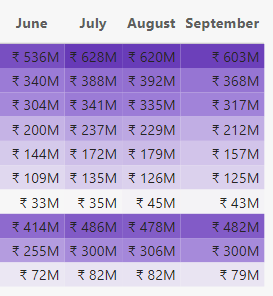 June July August September
₹ 536M ₹ 628M ₹ 620M ₹ 603M
₹ 340M ₹ 388M ₹ 392M ₹ 368M
₹ 304M ₹ 341M ₹ 335M ₹ 317M
₹ 200M ₹ 237M ₹ 229M ₹ 212M
₹ 144M ₹ 172M ₹ 179M ₹ 157M
₹ 109M ₹ 135M ₹ 126M ₹ 125M
₹ 33M ₹ 35M ₹ 45M ₹ 43M
₹ 414M ₹ 486M ₹ 478M ₹ 482M
₹ 255M ₹ 300M ₹ 306M ₹ 300M
₹ 72M ₹ 82M ₹ 82M ₹ 79M